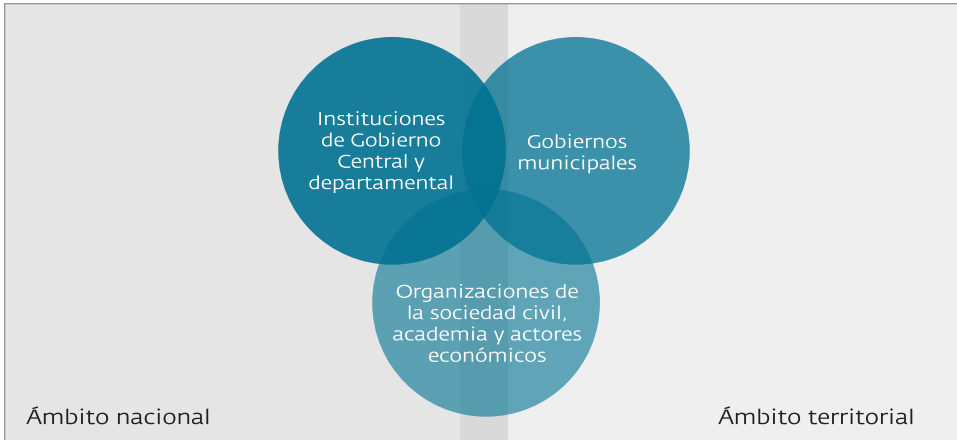 Instituciones
de Gobierno
Central y
departamental
Gobiernos
municipales
Organizaciones de
la sociedad civil,
academia y actores
económicos
Ámbito nacional
Ámbito territorial